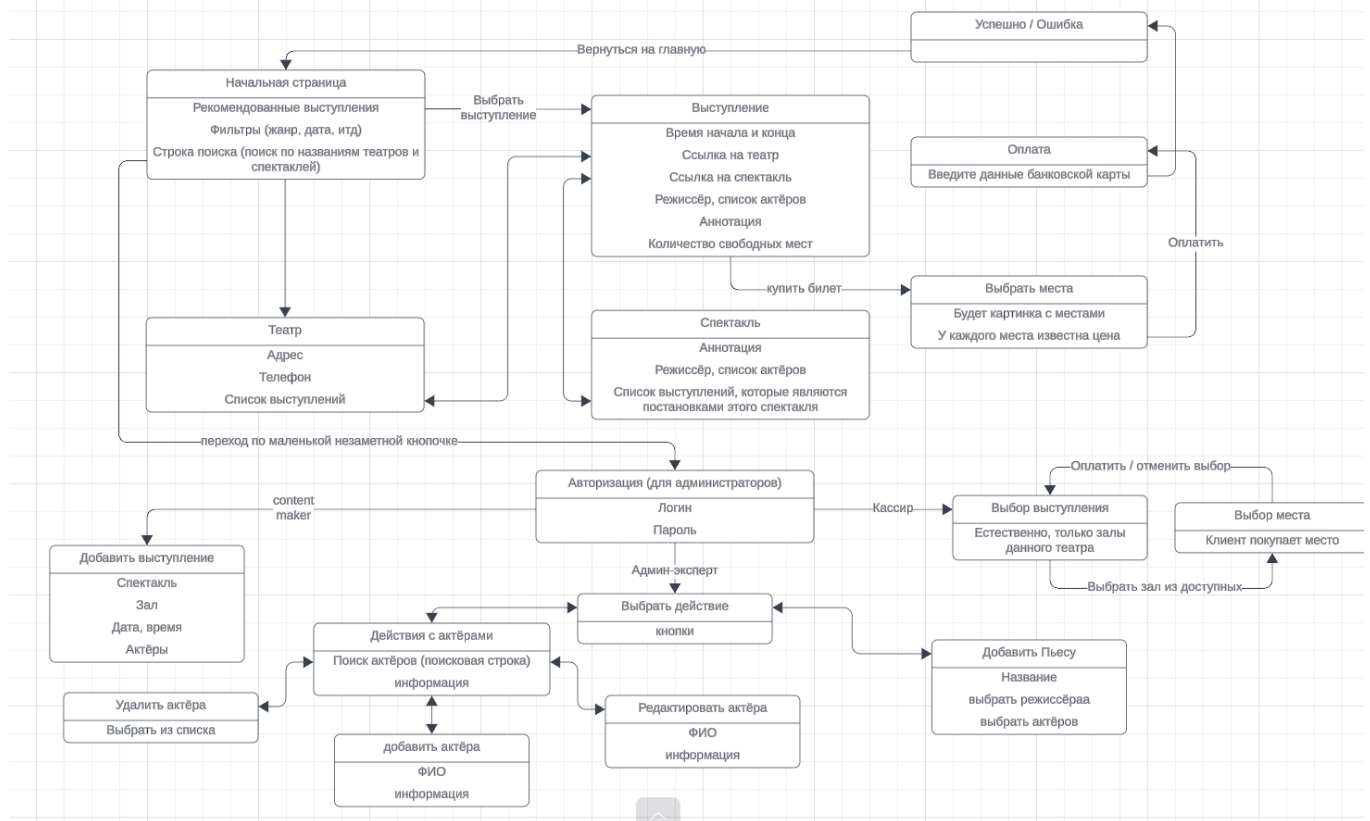 Успешно / Ошибка
Вернуться на главную
Начальная страница
Рекомендованные выступления
Фильтры (жанр, дата, итд)
Строка поиска (поиск по названиям театров и
спектаклей)
Выбрать
выступление
Выступление
Время начала и конца
Ссылка на театр
Ссылка на спектакль
Режиссёр, список актёров
Аннотация
Количество свободных мест
Оплата
Введите данные банковской карты
Оплатить
купить билет
Выбрать места
Будет картинка с местами
У каждого места известна цена
Театр
Адрес
Телефон
Список выступлений
Спектакль
Аннотация
Режиссёр, список актёров
Список выступлений, которые являются
постановками этого спектакля
переход по маленькой незаметной кнопочке
Авторизация (для администраторов)
Логин
Пароль
content
maker
Кассир
Админ-эксперт
Оплатить / отменить выбор
Выбор выступления
Естественно, только залы
данного театра
Выбор места
Клиент покупает место
Выбрать зал из доступных
Добавить выступление
Спектакль
Зал
Дата, время
Актёры
Выбрать действие
кнопки
Действия с актёрами
Поиск актёров (поисковая строка)
информация
Добавить Пьесу
Название
выбрать режиссёраа
выбрать актёров
Удалить актёра
Выбрать из списка
Редактировать актёра
ФИО
информация
добавить актёра
ФИО
информация